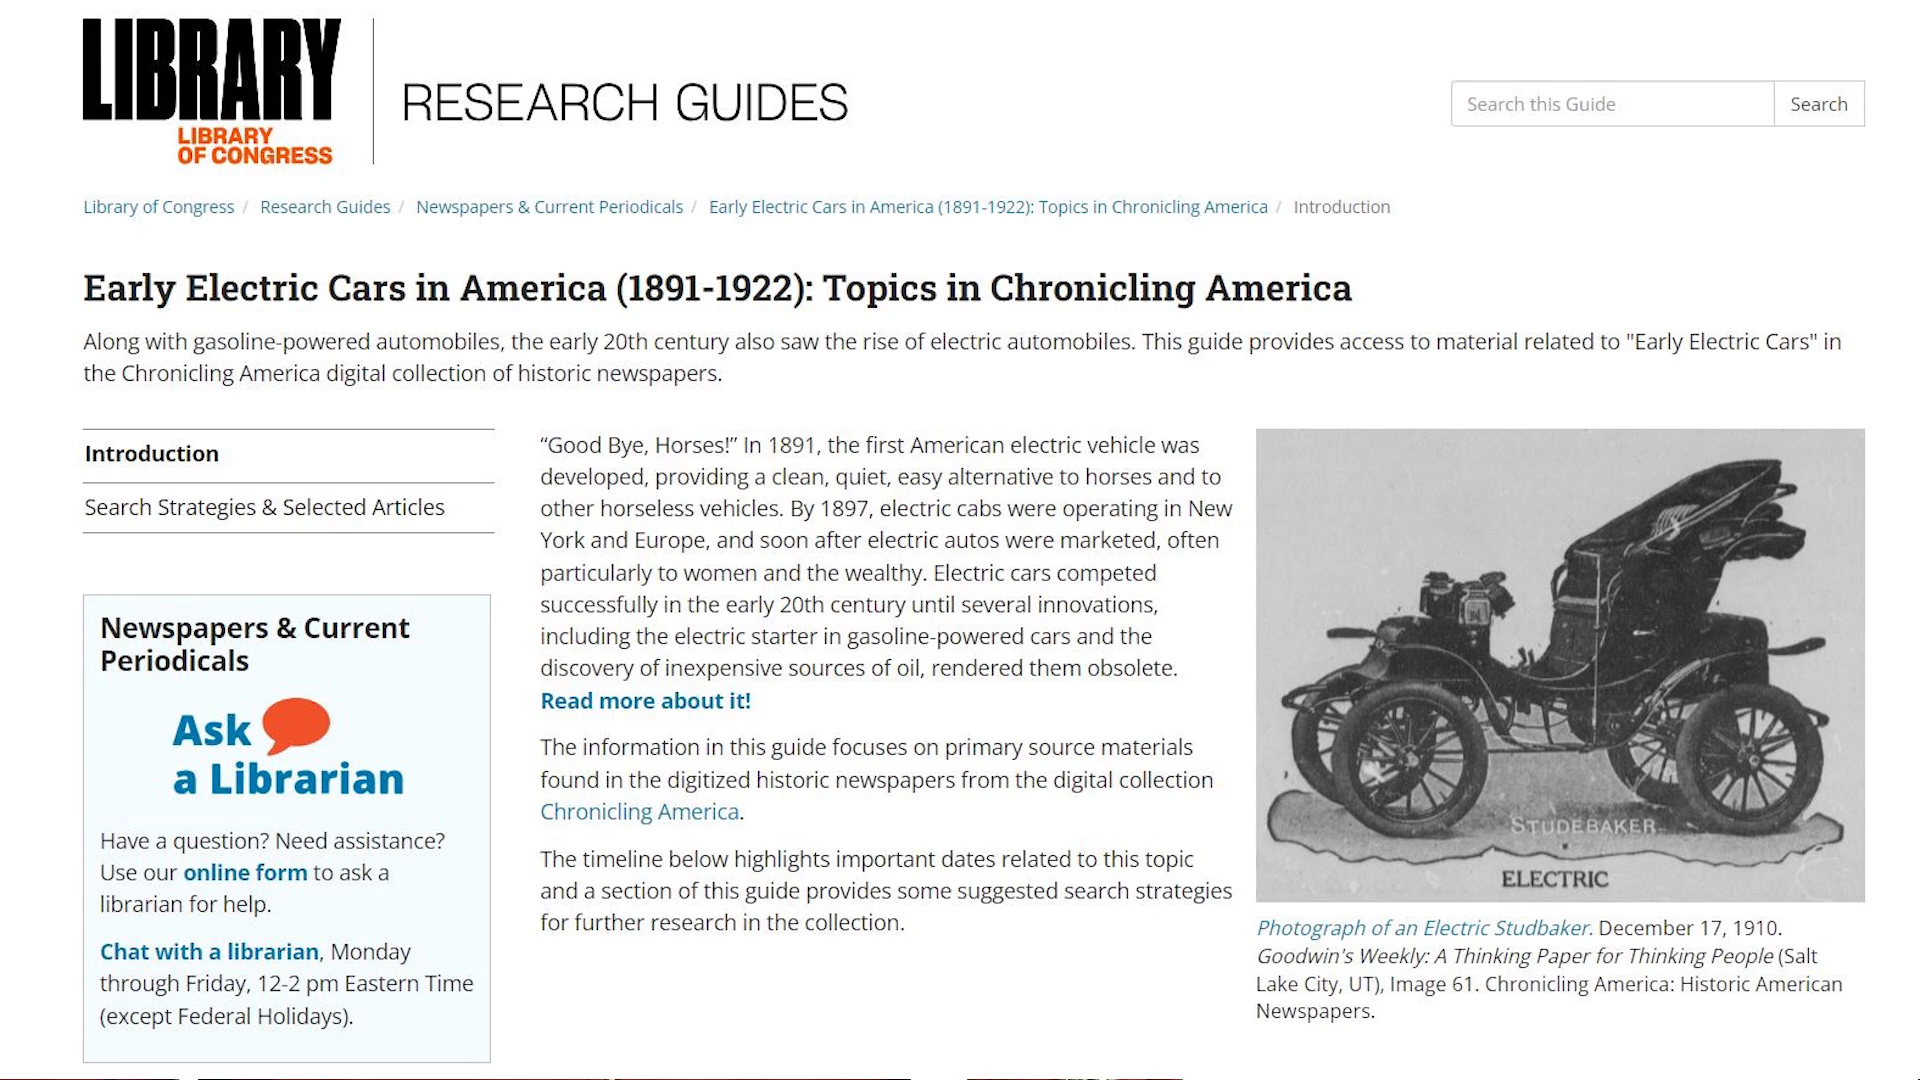 LIBRARY
LIBRARY
OF CONGRESS
RESEARCH GUIDES
Search this Guide
Search
Library of Congress / Research Guides / Newspapers & Current Periodicals / Early Electric Cars in America (1891-1922): Topics in Chronicling America / Introduction
Early Electric Cars in America (1891-1922): Topics in Chronicling America
Along with gasoline-powered automobiles, the early 20th century also saw the rise of electric automobiles. This guide provides access to material related to "Early Electric Cars" in
the Chronicling America digital collection of historic newspapers.
Introduction
Search Strategies & Selected Articles
Newspapers & Current
Periodicals
Ask
a Librarian
Have a question? Need assistance?
Use our online form to ask a
librarian for help.
Chat with a librarian, Monday
through Friday, 12-2 pm Eastern Time
(except Federal Holidays).
“Good Bye, Horses!” In 1891, the first American electric vehicle was
developed, providing a clean, quiet, easy alternative to horses and to
other horseless vehicles. By 1897, electric cabs were operating in New
York and Europe, and soon after electric autos were marketed, often
particularly to women and the wealthy. Electric cars competed
successfully in the early 20th century until several innovations,
including the electric starter in gasoline-powered cars and the
discovery of inexpensive sources of oil, rendered them obsolete.
Read more about it!
The information in this guide focuses on primary source materials
found in the digitized historic newspapers from the digital collection
Chronicling America.
The timeline below highlights important dates related to this topic
and a section of this guide provides some suggested search strategies
for further research in the collection.
STUDEBAKER
ELECTRIC
Photograph of an Electric Studbaker. December 17, 1910.
Goodwin's Weekly: A Thinking Paper for Thinking People (Salt
Lake City, UT), Image 61. Chronicling America: Historic American
Newspapers.